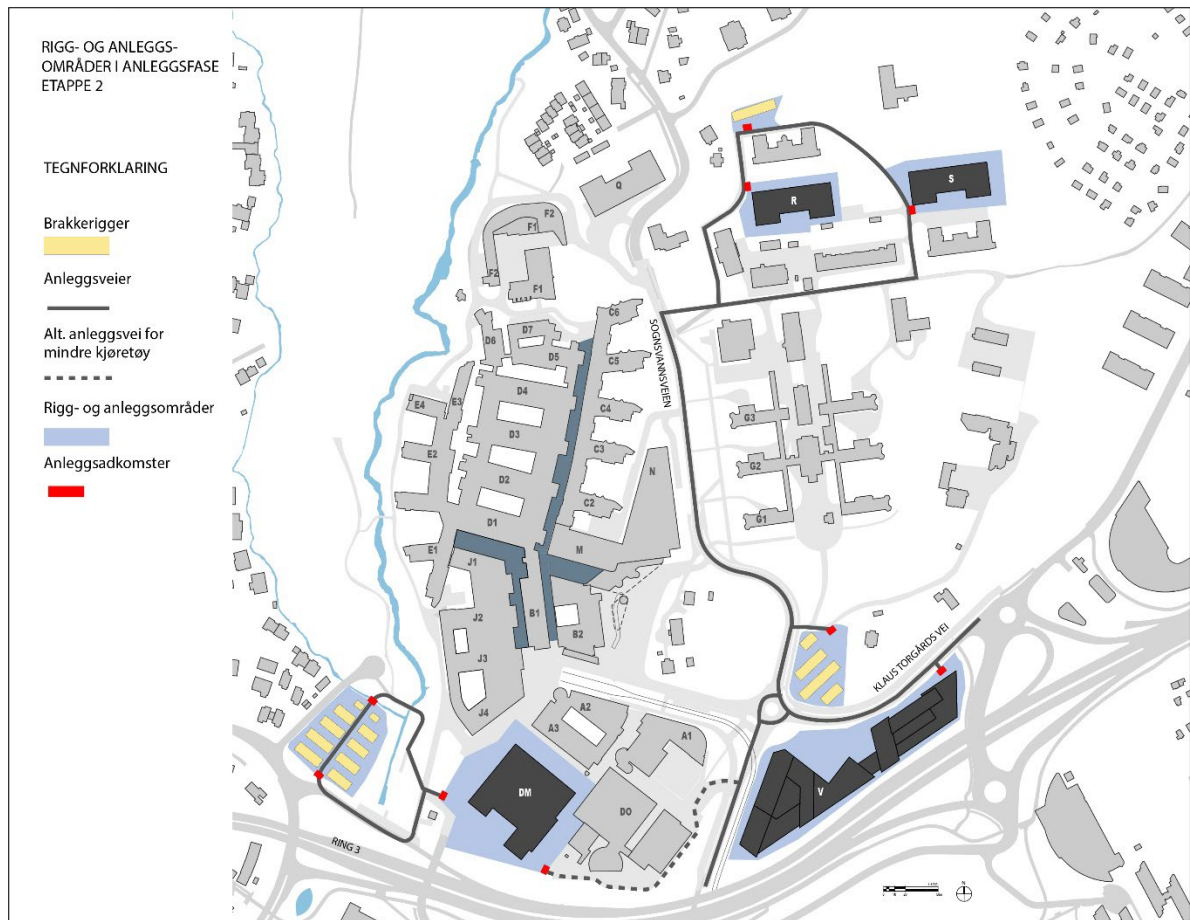 RIGG- OG ANLEGGS-
OMRÅDER I ANLEGGSFASE
ETAPPE 2
TEGNFORKLARING
Brakkerigger
Anleggsveier
Alt. anleggsvei for
mindre kjøretøy
Rigg- og anleggsområder
Anleggsadkomster
Q
R
S
F2
F1
F2
F1
C6
D7
D6
D5
C5
SOGNSVANNSVEIEN
D4
E3
E4
C4
G3
D3
E2
C3
N
G2
D2
C2
G1
D1
E1
M
J1
B1
J2
B2
J3
KLAUS TORGÅRDS VEI
A2
J4
A3
A1
DM
V
DO
RING 3
N